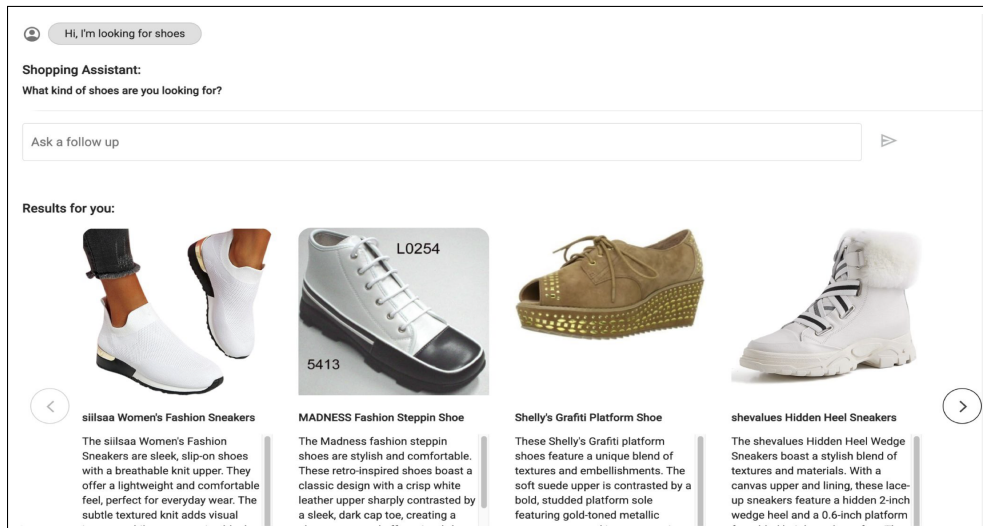 Hi, I'm looking for shoes
Shopping Assistant:
What kind of shoes are you looking for?
Ask a follow up
Results for you:
L0254
5413
siilsaa Women's Fashion Sneakers
The siilsaa Women's Fashion
Sneakers are sleek, slip-on shoes
with a breathable knit upper. They
offer a lightweight and comfortable
feel, perfect for everyday wear. The
subtle textured knit adds visual
MADNESS Fashion Steppin Shoe
The Madness fashion steppin
shoes are stylish and comfortable.
These retro-inspired shoes boast a
classic design with a crisp white
leather upper sharply contrasted by
a sleek, dark cap toe, creating a
Shelly's Grafiti Platform Shoe
These Shelly's Grafiti platform
shoes feature a unique blend of
textures and embellishments. The
soft suede upper is contrasted by a
bold, studded platform sole
featuring gold-toned metallic
shevalues Hidden Heel Sneakers
The shevalues Hidden Heel Wedge
Sneakers boast a stylish blend of
textures and materials. With a
canvas upper and lining, these lace-
up sneakers feature a hidden 2-inch
wedge heel and a 0.6-inch platform